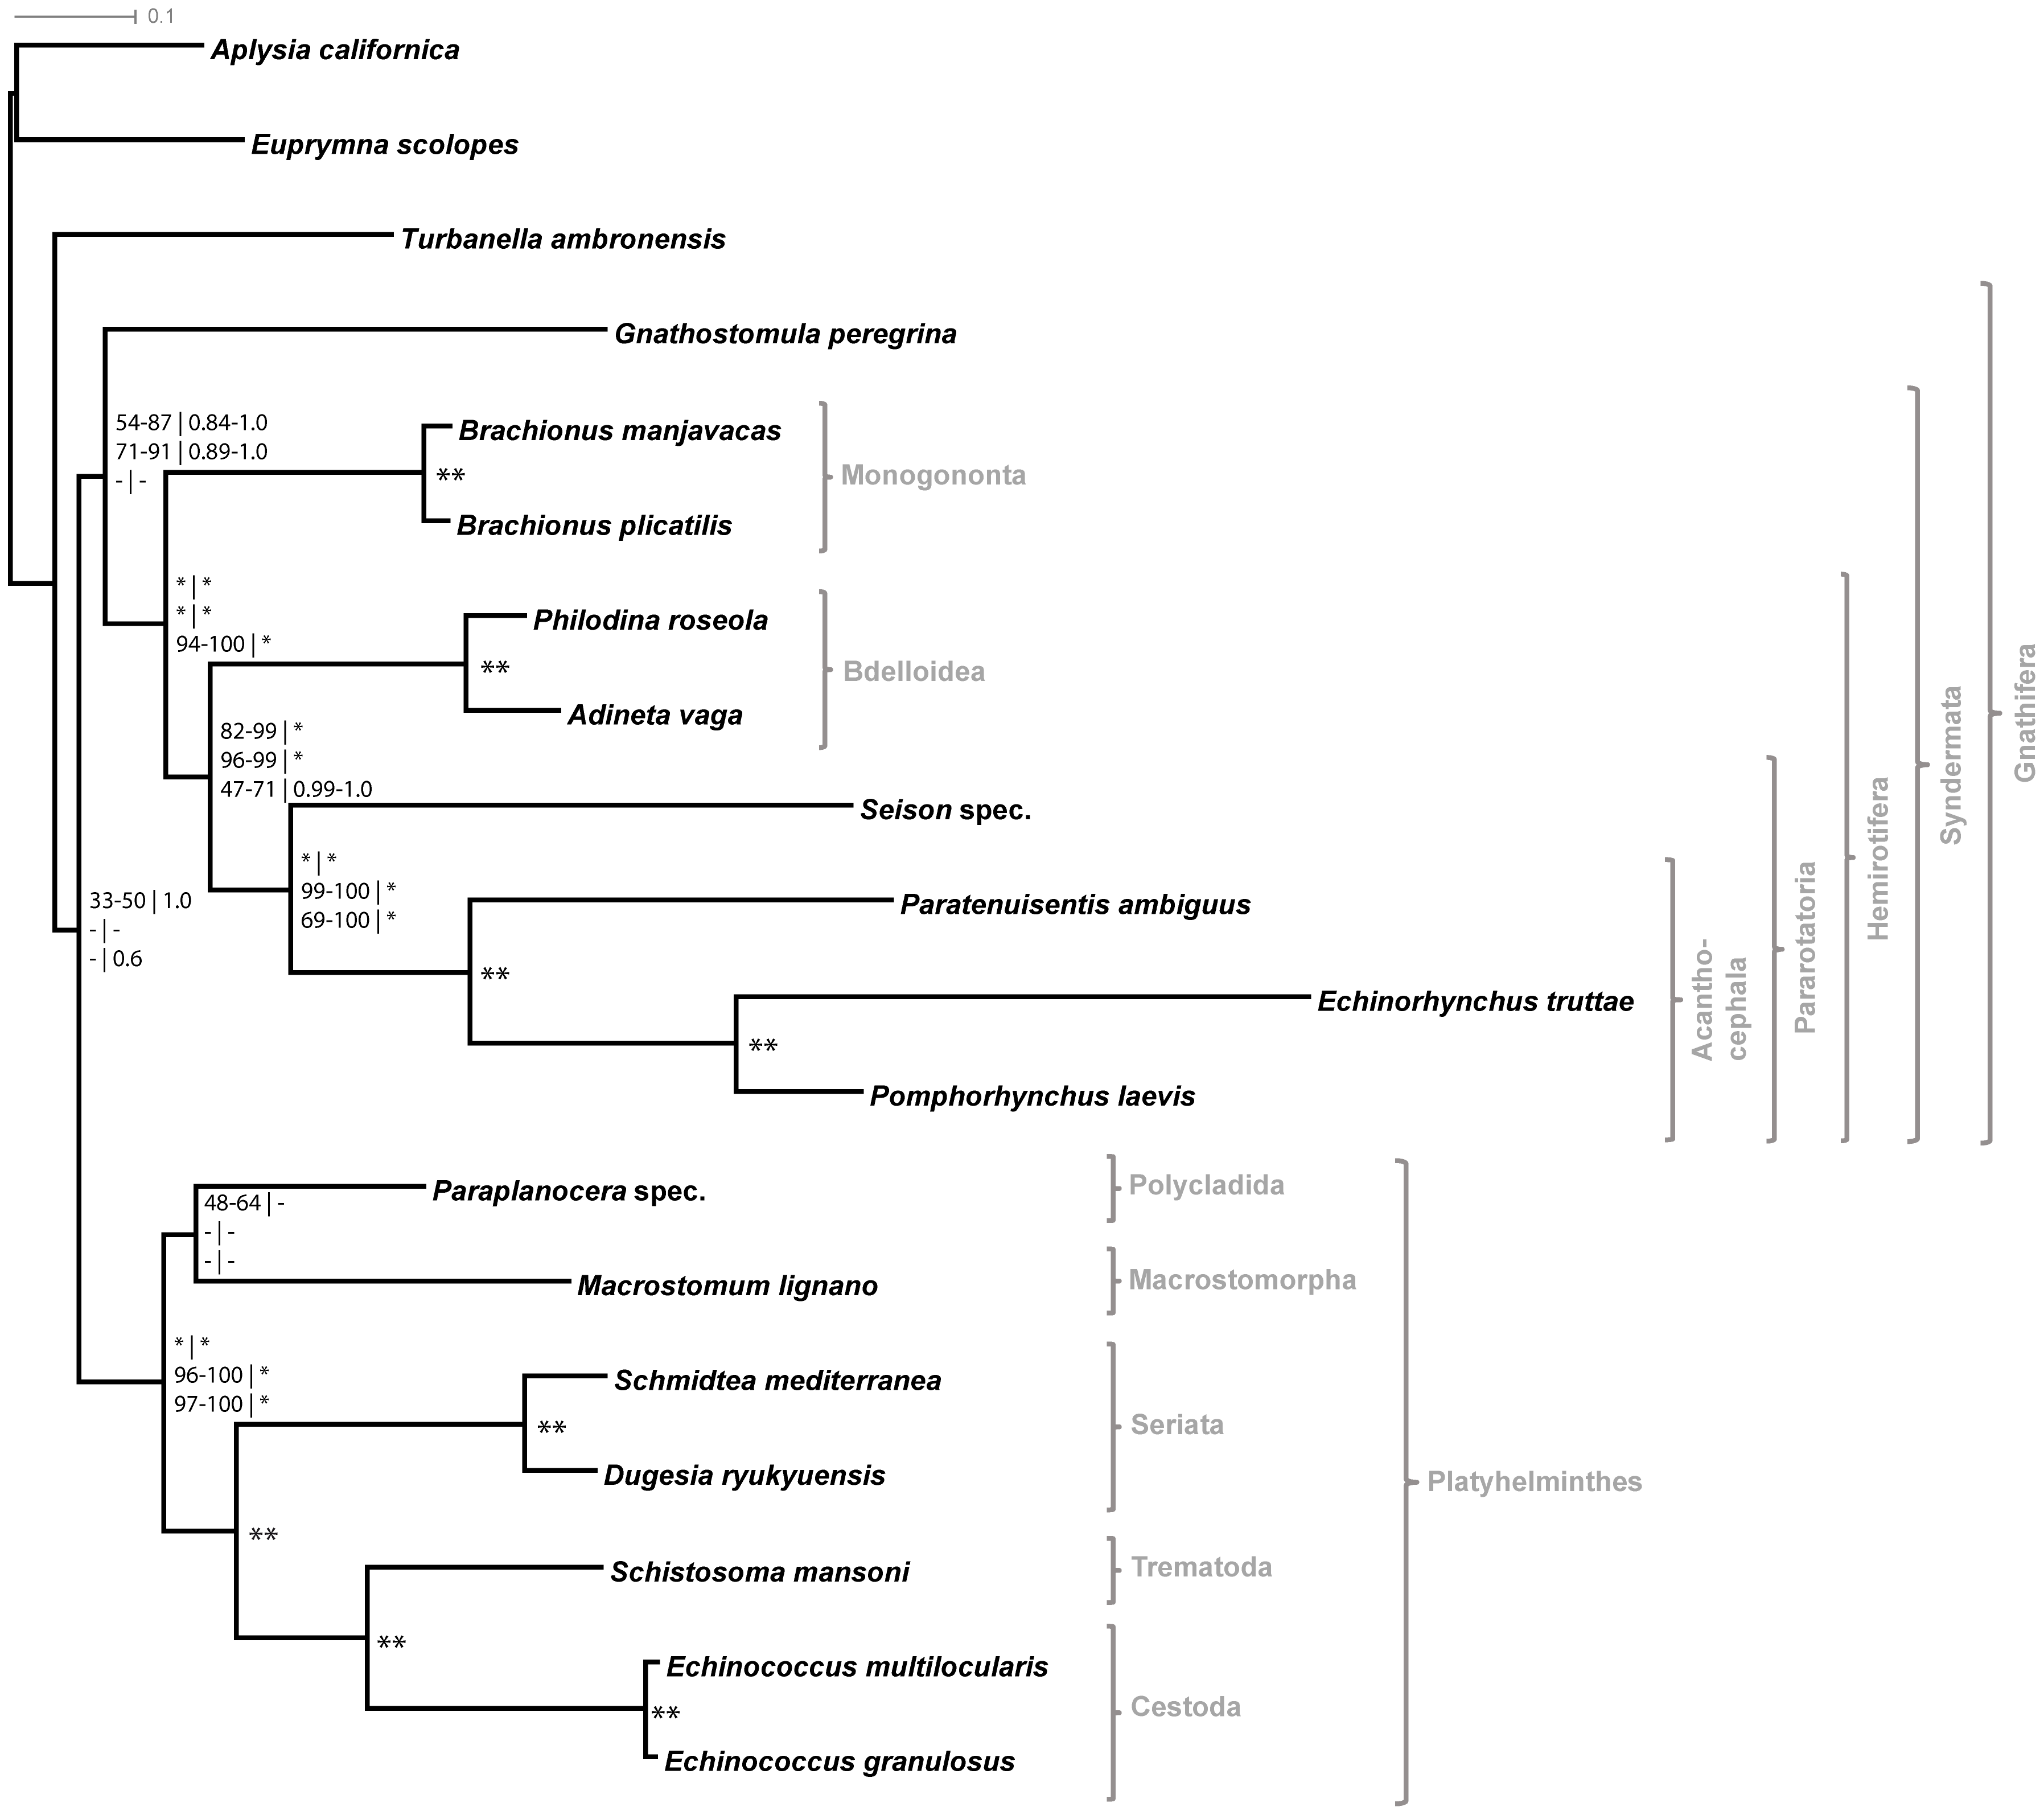 0.1
Aplysia californica
Euprymna scolopes
Turbanella ambronensis
Gnathostomula peregrina
54-87 | 0.84-1.0
71-91 | 0.89-1.0
- | -
Brachionus manjavacas
**
Brachionus plicatilis
Monogononta
* | *
* | *
94-100 | *
Philodina roseola
**
Adineta vaga
Bdelloidea
82-99 | *
96-99 | *
47-71 | 0.99-1.0
Seison spec.
* | *
99-100 | *
69-100 | *
Paratenuisentis ambiguus
**
Echinorhynchus truttae
**
Pomphorhynchus laevis
Acantho-
cephala
Pararotatoria
Hemirotifera
Syndermata
Gnathifera
33-50 | 1.0
- | -
- | 0.6
Paraplanocera spec.
48-64 | -
- | -
- | -
Macrostomum lignano
Polycladida
Macrostomorpha
* | *
96-100 | *
97-100 | *
Schmidtea mediterranea
**
Dugesia ryukyuensis
Seriata
Platyhelminthes
**
Schistosoma mansoni
Trematoda
**
Echinococcus multilocularis
**
Echinococcus granulosus
Cestoda